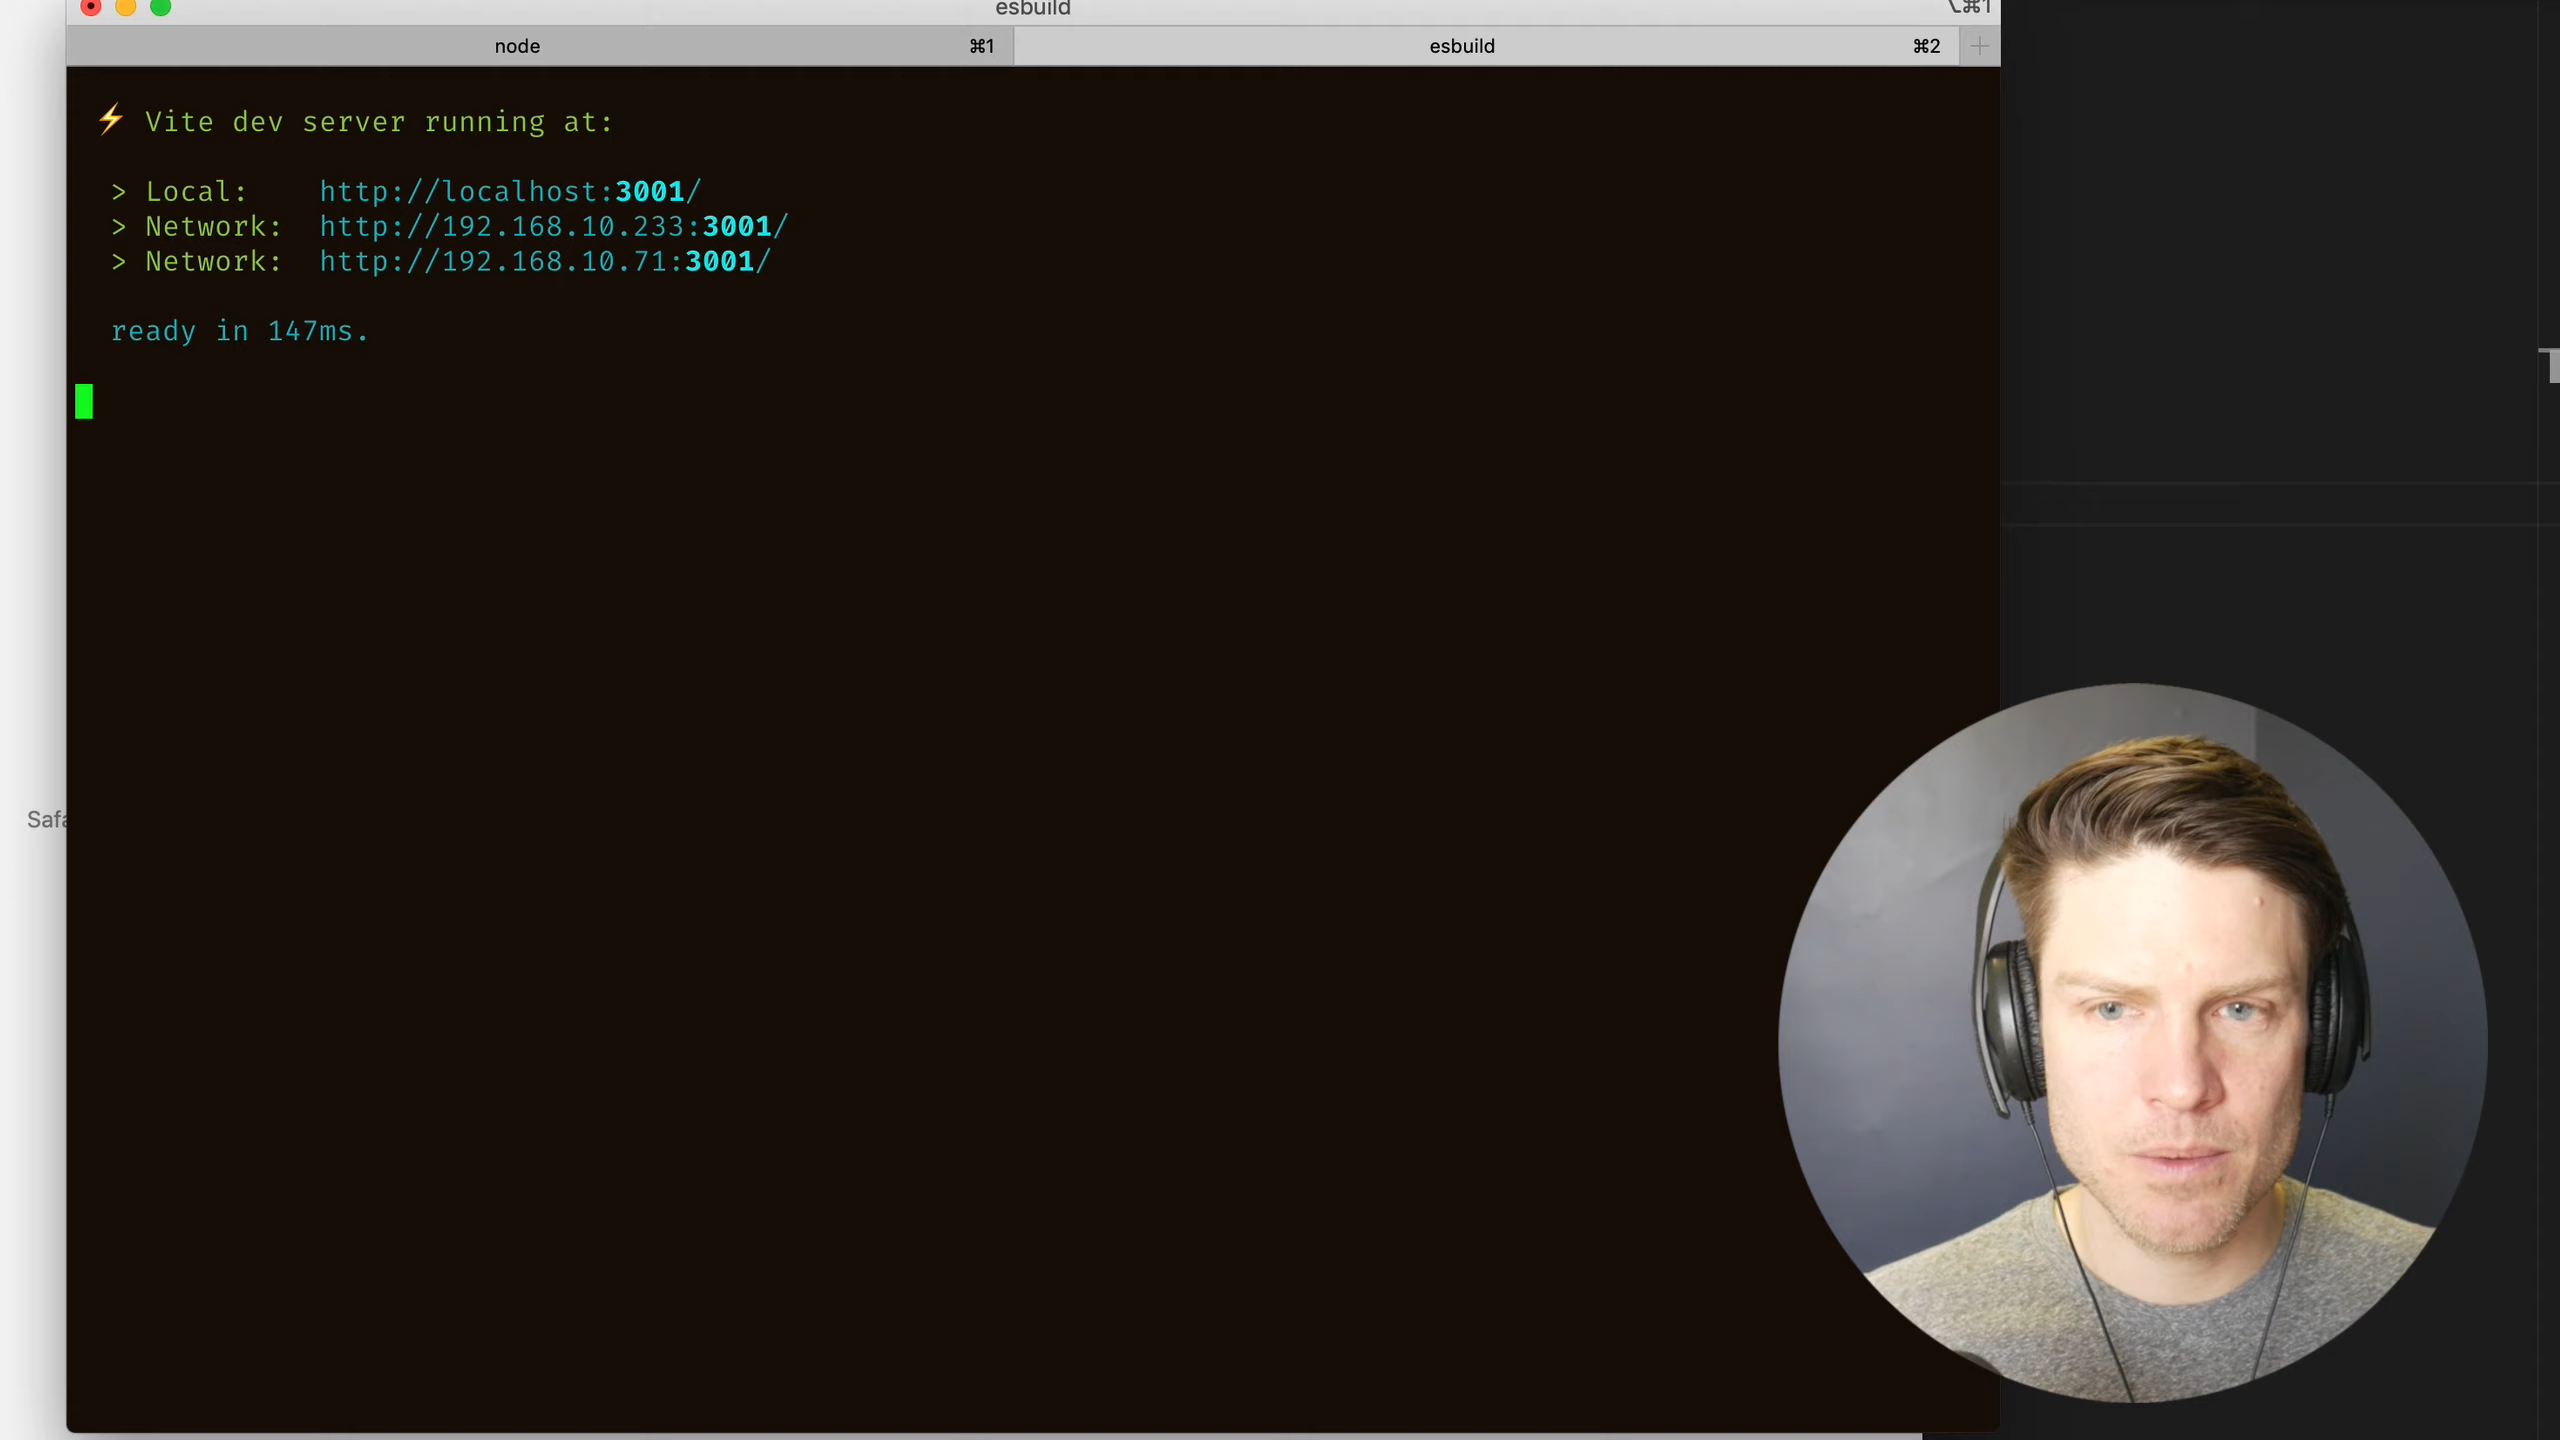 esbuild
⌥⌘1
node ⌘1 esbuild ⌘2 +
⚡ Vite dev server running at:
> Local: http://localhost:3001/
> Network: http://192.168.10.233:3001/
> Network: http://192.168.10.71:3001/
ready in 147ms.